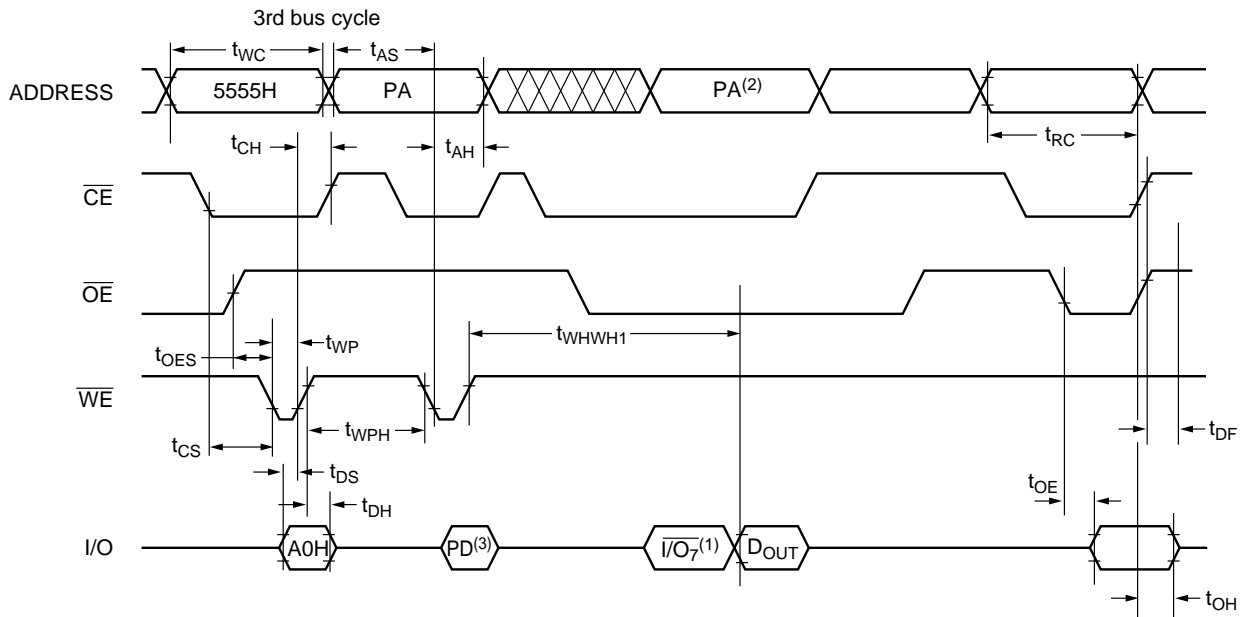 3rd bus cycle
tWC tAS
ADDRESS 5555H PA PA(2)
tCH tAH tRC
CE
OE
tWHWH1
tOES tWP
WE
tWPH
tCS tDF
tDS tOE
tDH
I/O A0H PD(3) I/O7(1) DOUT
tOH